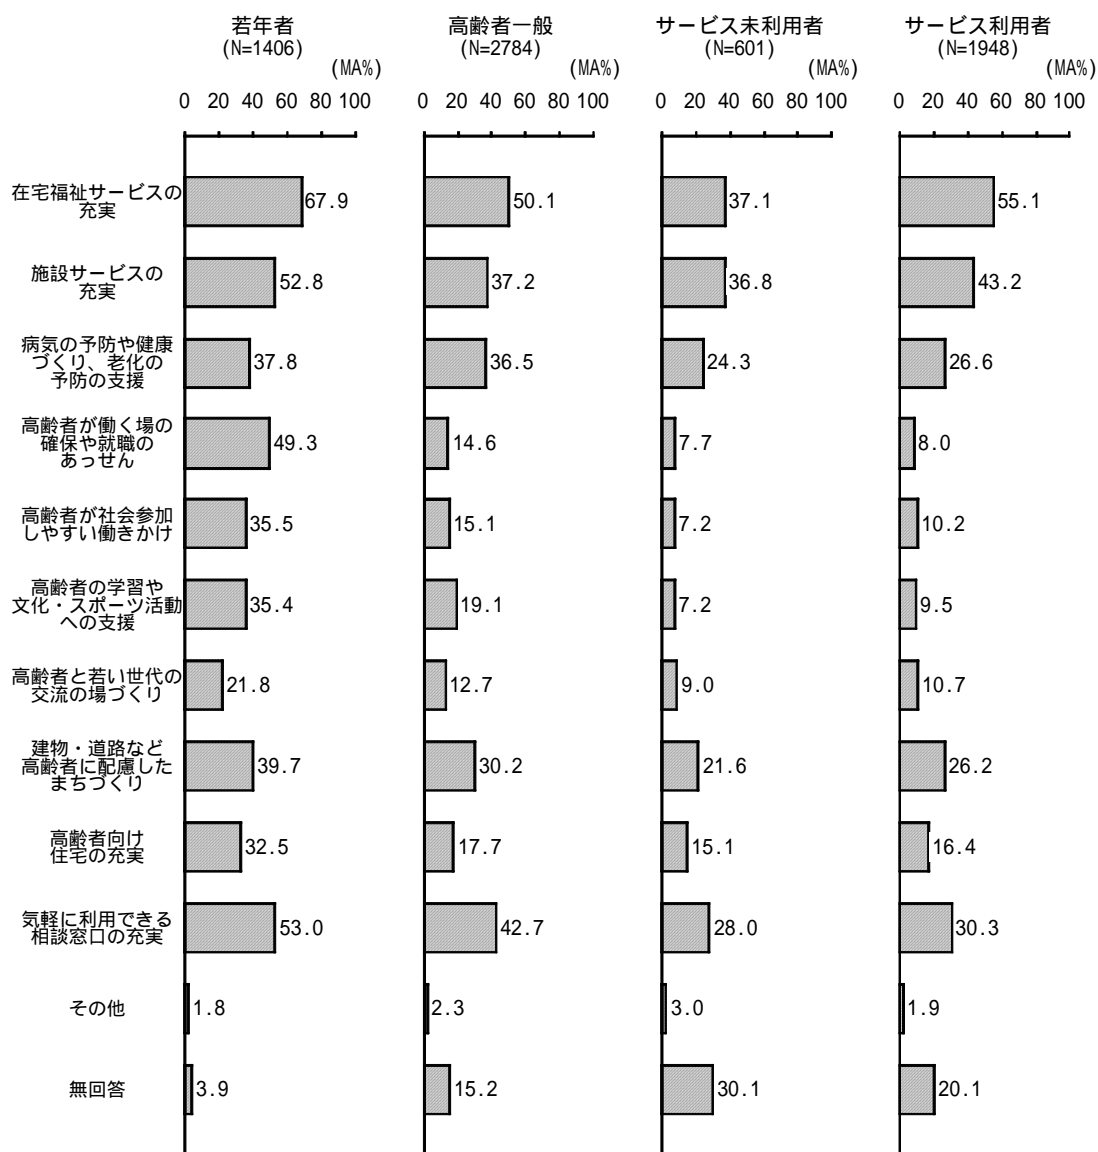 若年者 高齢者一般 サービス未利用者 サービス利用者
(N=1406) (N=2784) (N=601) (N=1948)
(MA%) (MA%) (MA%) (MA%)
0 20 40 60 80 100 0 20 40 60 80 100 0 20 40 60 80 100 0 20 40 60 80 100
在宅福祉サービスの
充実
67.9 50.1 37.1 55.1
施設サービスの
充実
52.8 37.2 36.8 43.2
病気の予防や健康
づくり、老化の
予防の支援
37.8 36.5 24.3 26.6
高齢者が働く場の
確保や就職の
あっせん
49.3 14.6 7.7 8.0
高齢者が社会参加
しやすい働きかけ
35.5 15.1 7.2 10.2
高齢者の学習や
文化・スポーツ活動
への支援
35.4 19.1 7.2 9.5
高齢者と若い世代の
交流の場づくり
21.8 12.7 9.0 10.7
建物・道路など
高齢者に配慮した
まちづくり
39.7 30.2 21.6 26.2
高齢者向け
住宅の充実
32.5 17.7 15.1 16.4
気軽に利用できる
相談窓口の充実
53.0 42.7 28.0 30.3
その他
1.8 2.3 3.0 1.9
無回答
3.9 15.2 30.1 20.1